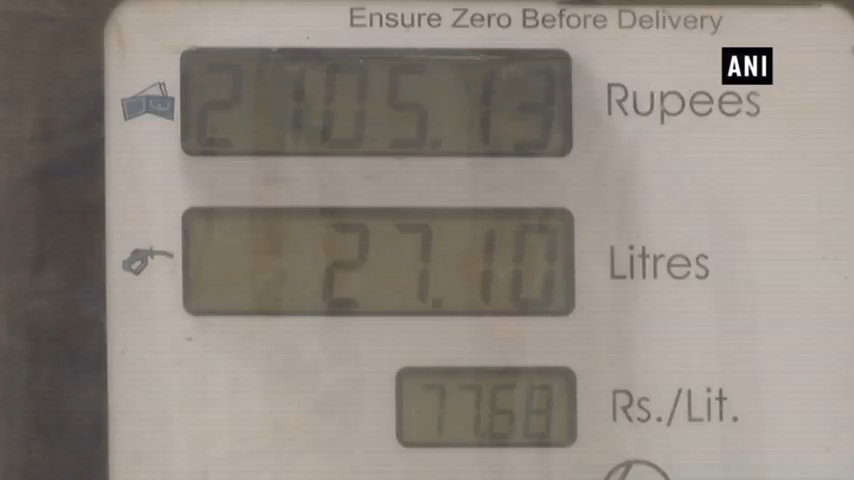 Ensure Zero Before Delivery
ANI
2105.13 Rupees
27.10 Litres
77.68 Rs./Lit.